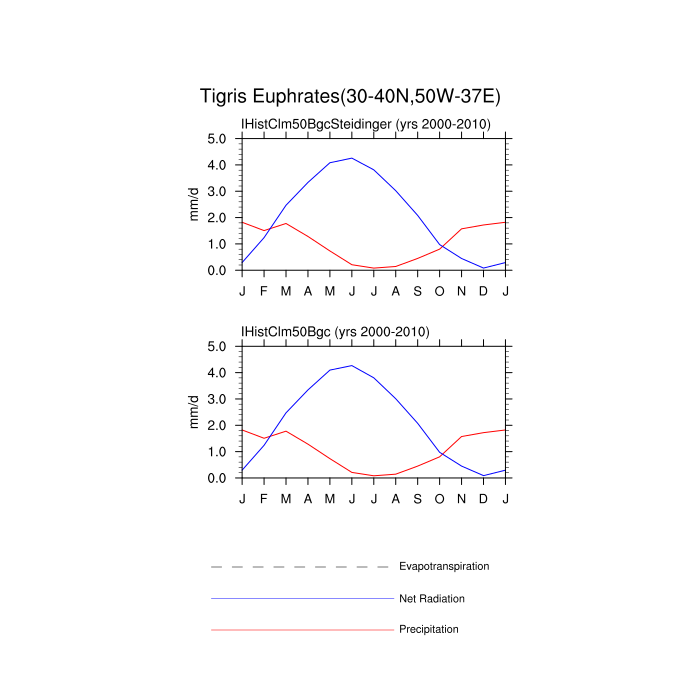 Tigris Euphrates(30-40N,50W-37E)
IHistClm50BgcSteidinger (yrs 2000-2010)
5.0
4.0
3.0
2.0
1.0
0.0
mm/d
J F M A M J J A S O N D J
IHistClm50Bgc (yrs 2000-2010)
5.0
4.0
3.0
2.0
1.0
0.0
mm/d
J F M A M J J A S O N D J
Evapotranspiration
Net Radiation
Precipitation